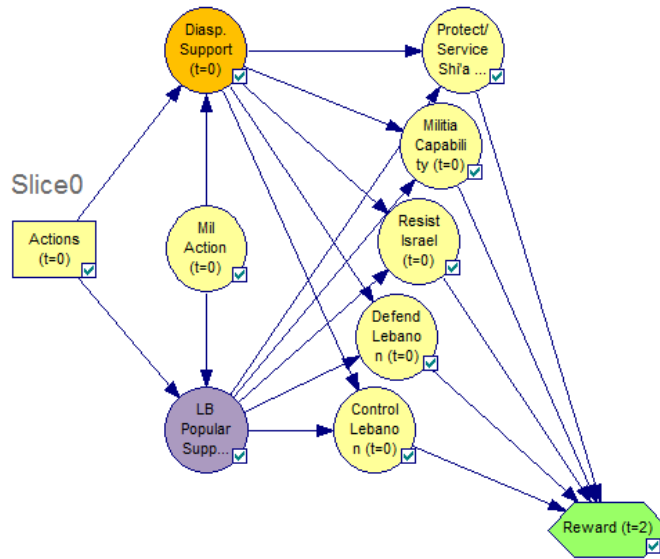 Diasp.
Support
(t=0)
Protect/
Service
Shi'a ...
Militia
Capabili
ty (t=0)
Slice0
Actions
(t=0)
Mil
Action
(t=0)
Resist
Israel
(t=0)
Defend
Lebano
n (t=0)
LB
Popular
Supp...
Control
Lebano
n (t=0)
Reward (t=2)